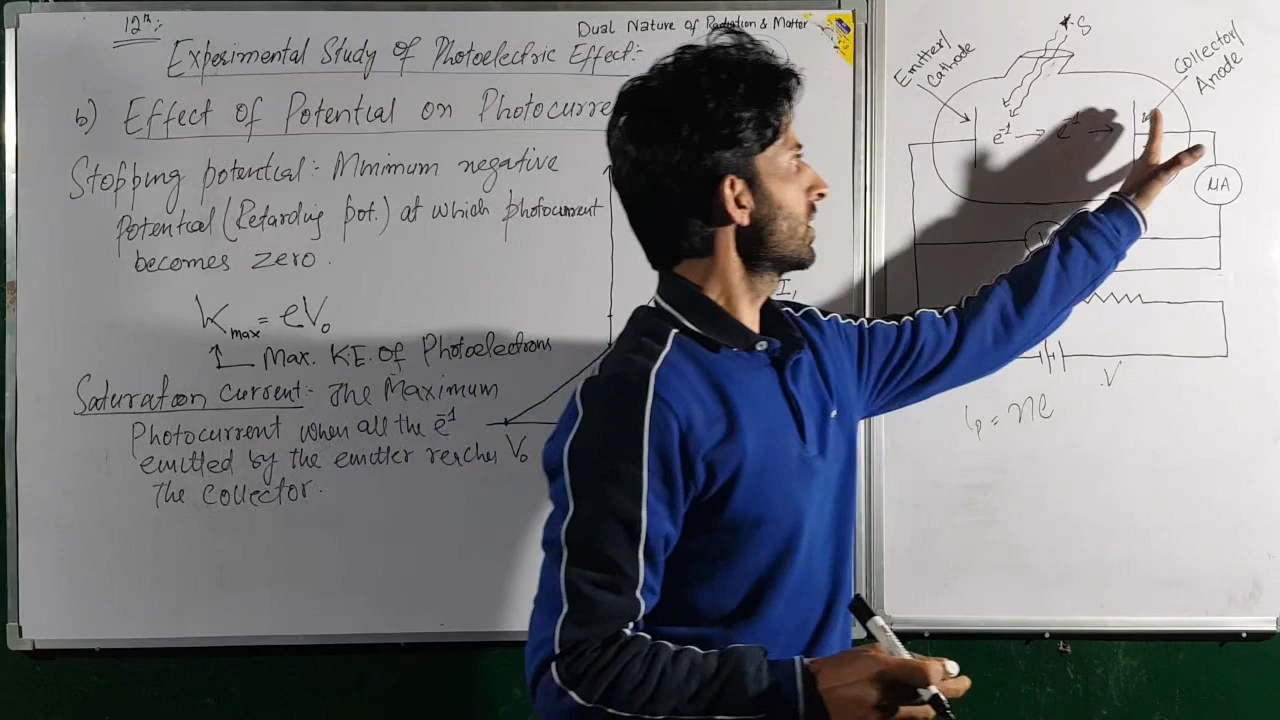 12th:
Dual Nature of Radiation & Matter
Experimental Study of Photoelectric Effect:-
b) Effect of Potential on Photocurre
Stopping potential:- Minimum negative
Potential (Retarding pot.) at which photocurrent
becomes zero.
Kmax = eV₀
Max. K.E. of Photoelectrons
Saturation Current:- The Maximum
Photocurrent when all the e⁻¹
emitted by the emitter reaches
the collector.
V₀
I₁
Emitter/
Cathode
S
Collector/
Anode
e⁻¹ → e⁻¹ →
μA
V
iₚ = ne